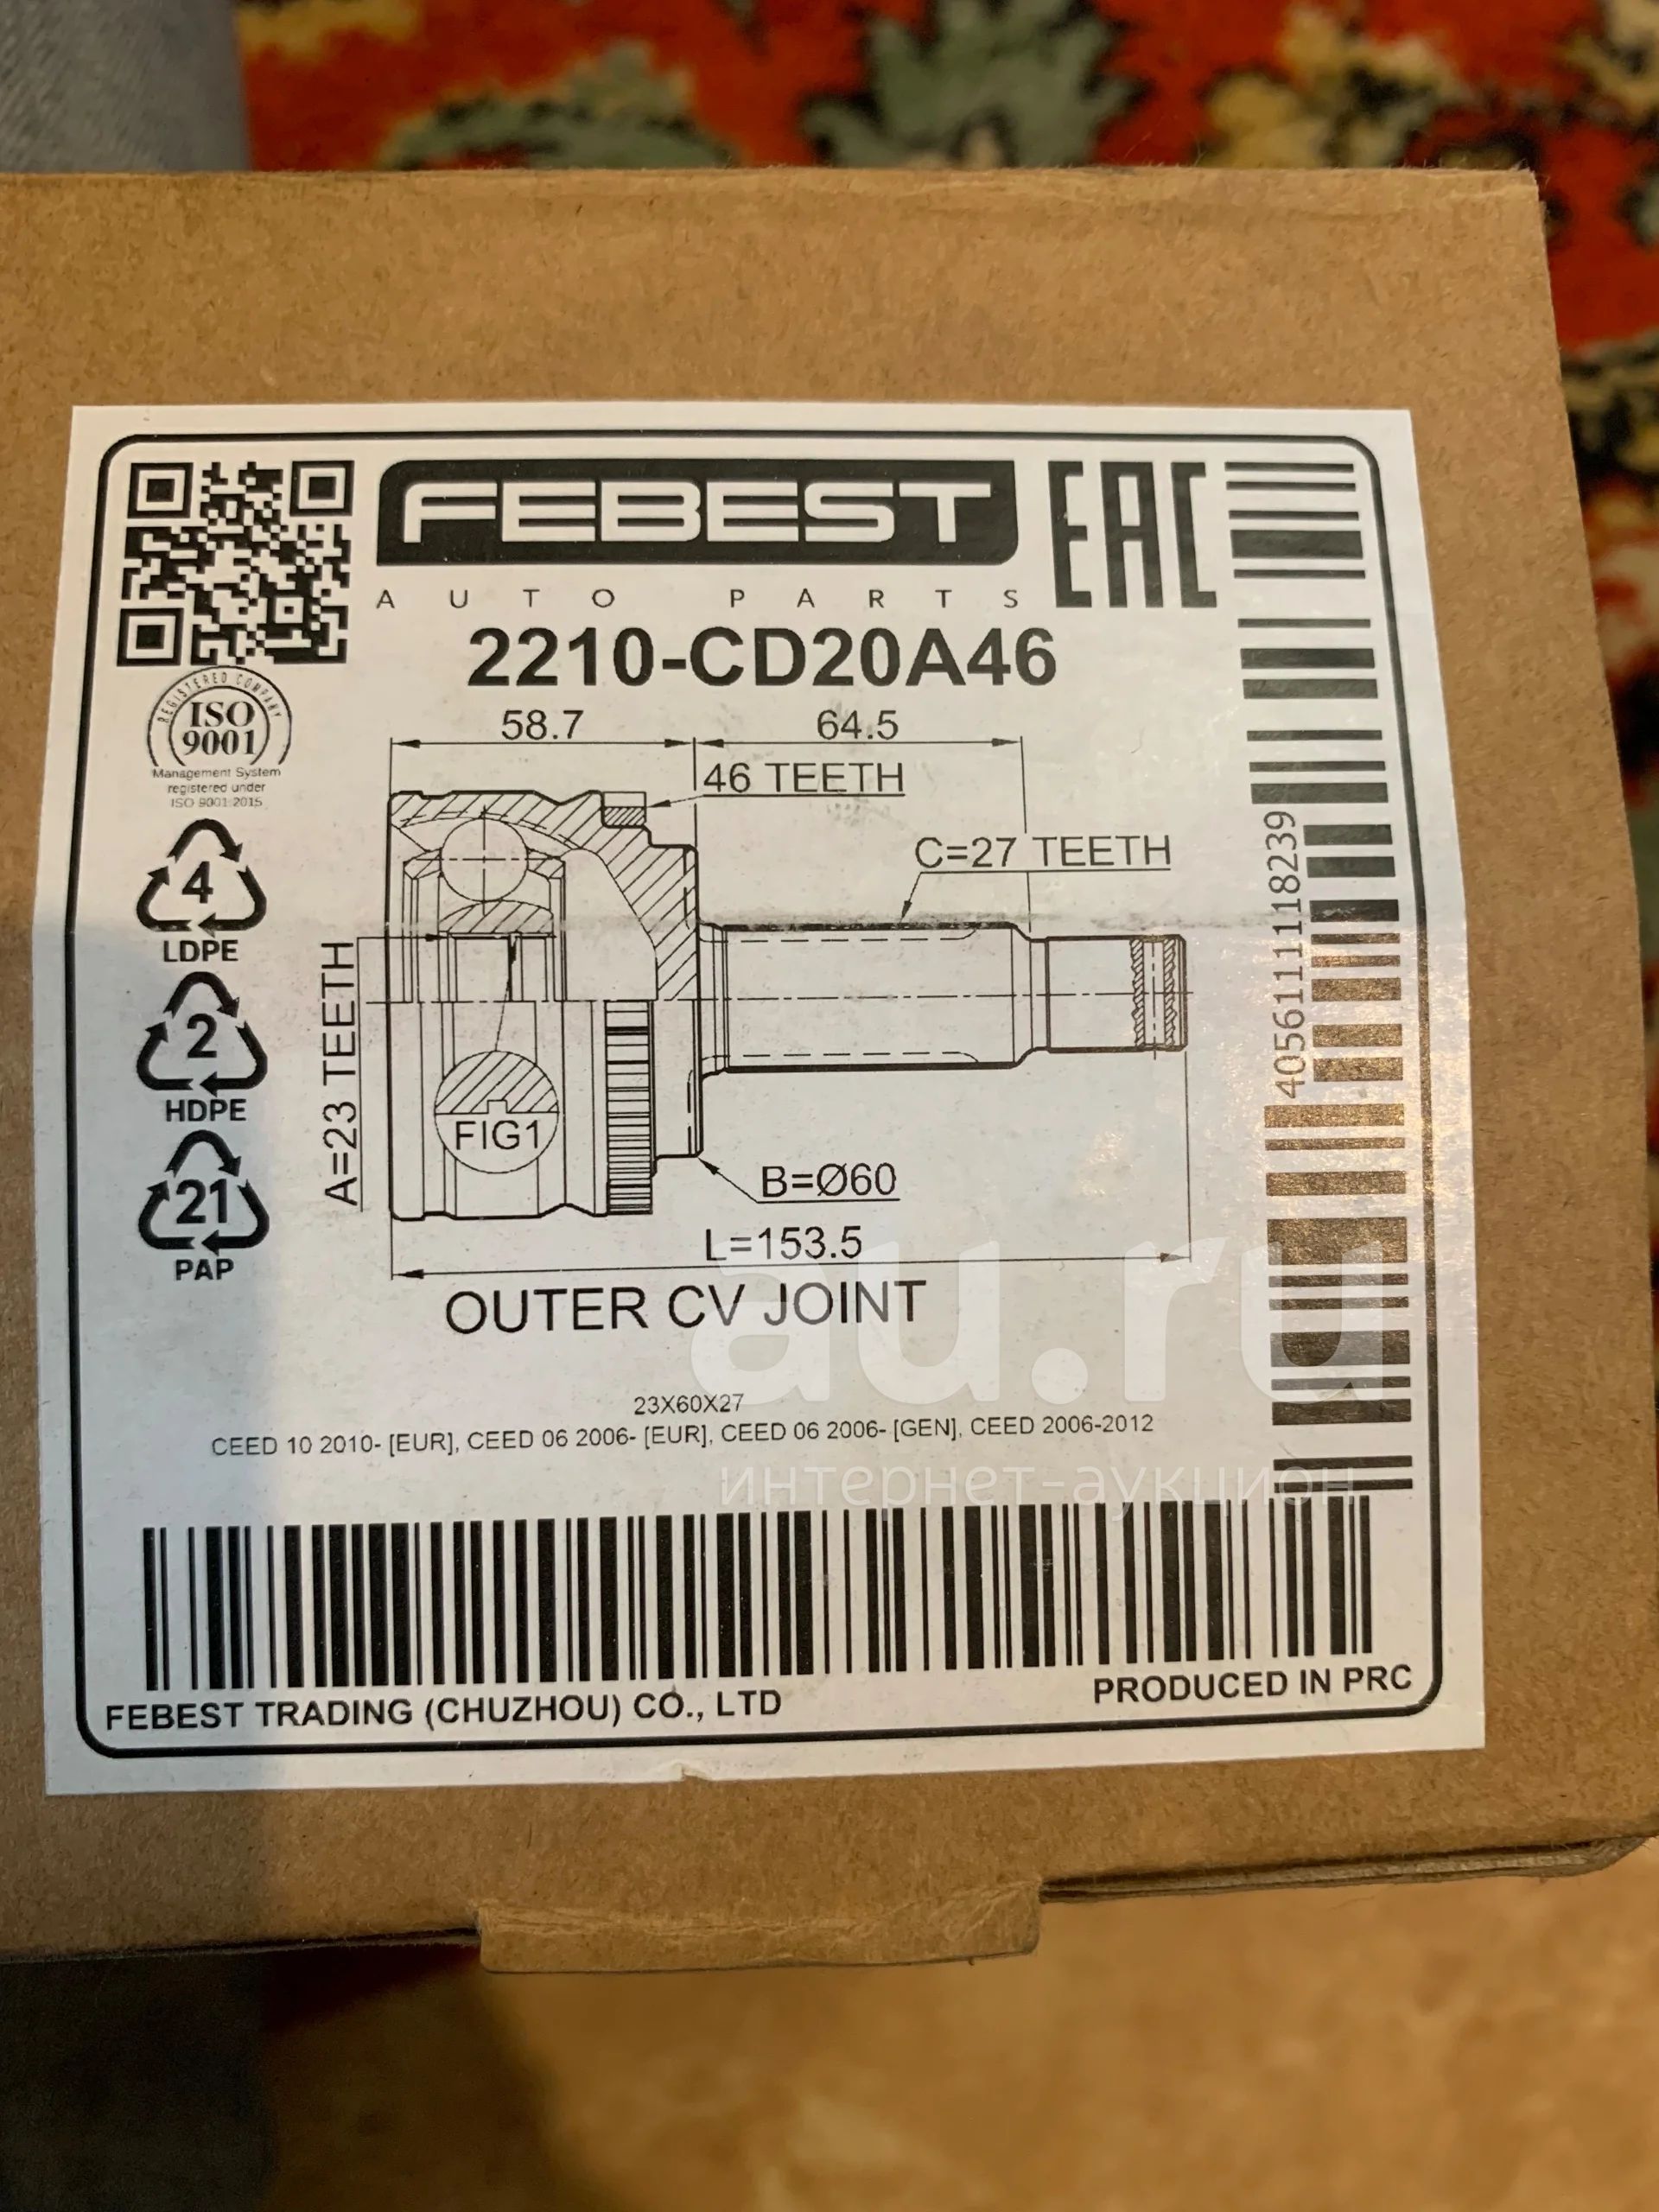 FEBEST
EAC
AUTO PARTS
2210-CD20A46
REGISTERED COMPANY
ISO
9001
Management System
registered under
ISO 9001:2015
58.7
64.5
46 TEETH
C=27 TEETH
A=23 TEETH
FIG1
B=Ø60
L=153.5
4
LDPE
2
HDPE
21
PAP
OUTER CV JOINT
23X60X27
CEED 10 2010- [EUR], CEED 06 2006- [EUR], CEED 06 2006- [GEN], CEED 2006-2012
4056111118239
FEBEST TRADING (CHUZHOU) CO., LTD
PRODUCED IN PRC
au.ru
интернет-аукцион